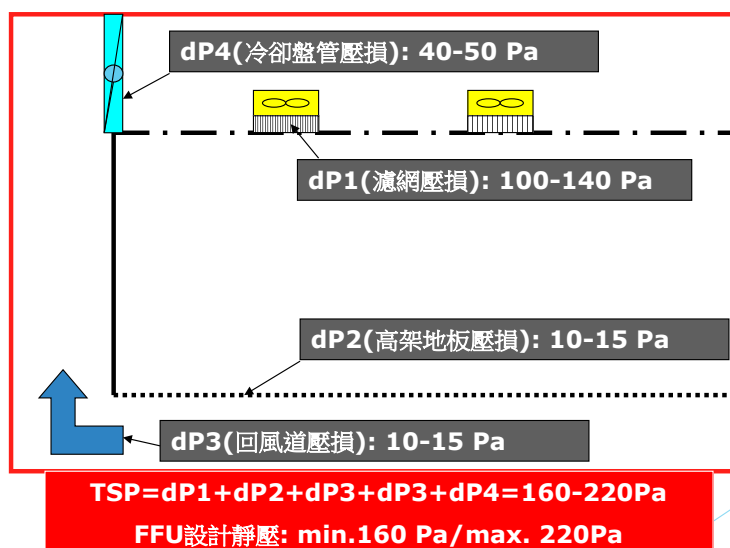 dP4(冷卻盤管壓損): 40-50 Pa
dP1(濾網壓損): 100-140 Pa
dP2(高架地板壓損): 10-15 Pa
dP3(回風道壓損): 10-15 Pa
TSP=dP1+dP2+dP3+dP3+dP4=160-220Pa
FFU設計靜壓: min.160 Pa/max. 220Pa